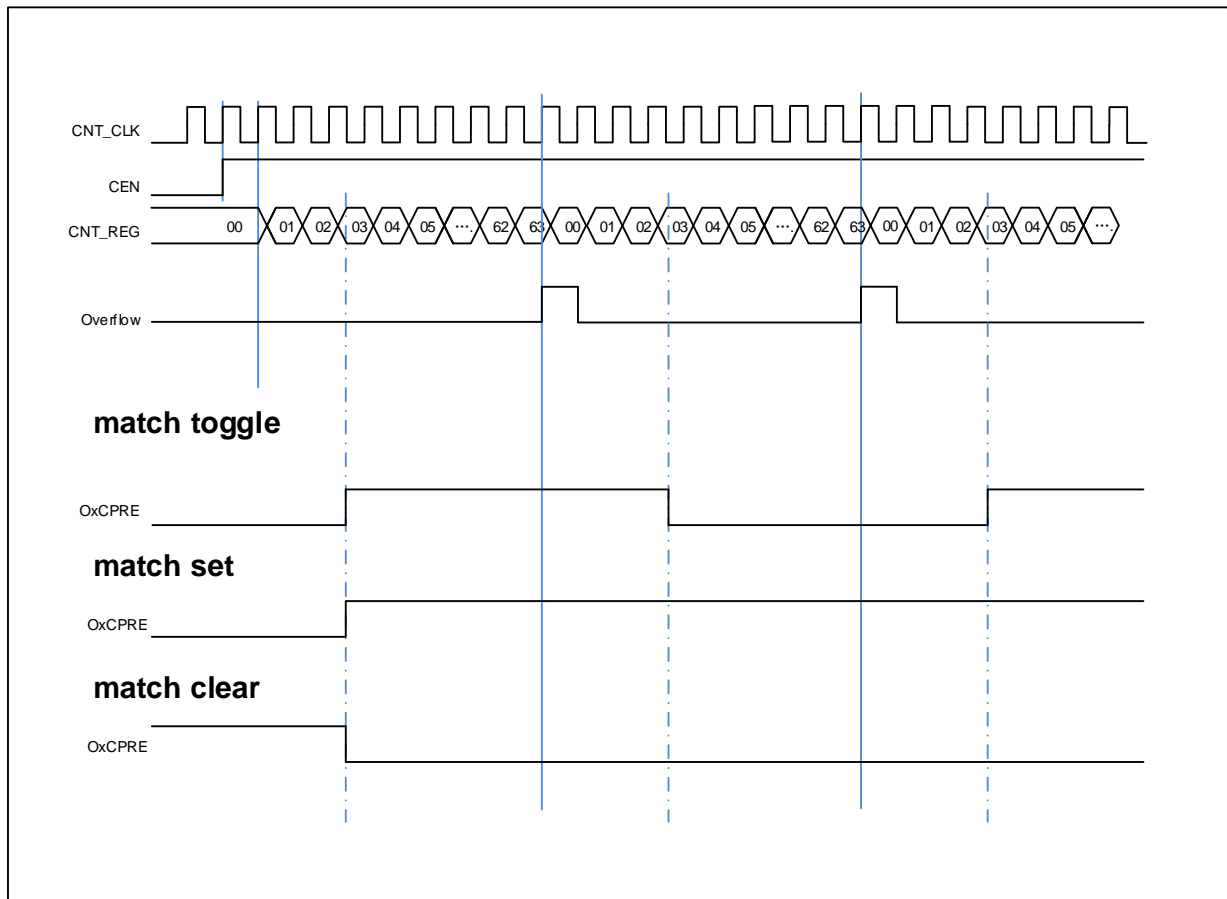 CNT_CLK
CEN
CNT_REG 00 01 02 03 04 05 ···. 62 63 00 01 02 03 04 05 ···. 62 63 00 01 02 03 04 05 ···.
Overflow
match toggle
OxCPRE
match set
OxCPRE
match clear
OxCPRE